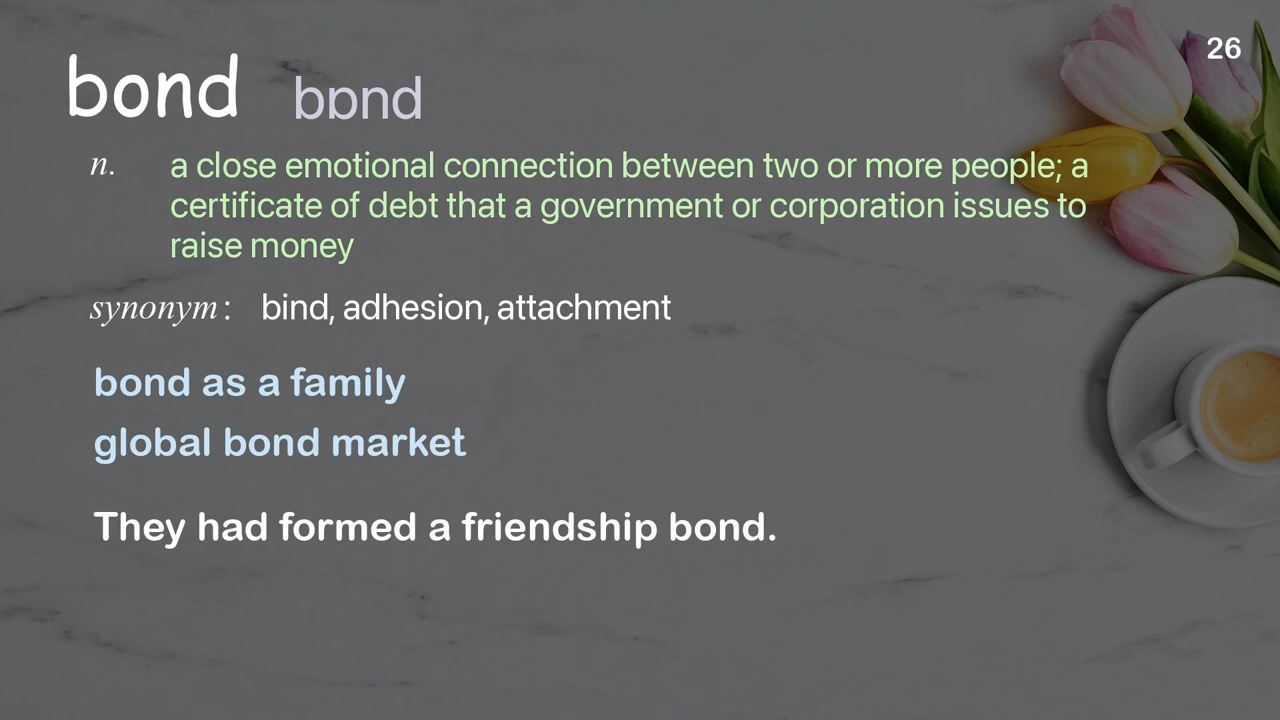 26
bond bɒnd
n. a close emotional connection between two or more people; a
certificate of debt that a government or corporation issues to
raise money
synonym: bind, adhesion, attachment
bond as a family
global bond market
They had formed a friendship bond.